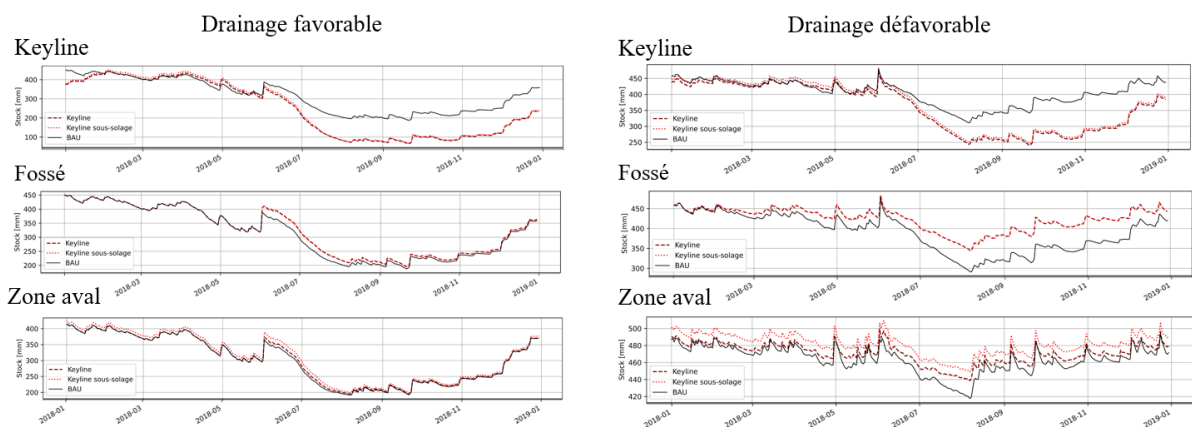 Drainage favorable
Keyline
Stock [mm]
400
300
200
100
Keyline
Keyline sous-solage
BAU
2018-03
2018-05
2018-07
2018-09
2018-11
2019-01
Fossé
Stock [mm]
450
400
350
300
250
200
Keyline
Keyline sous-solage
BAU
2018-03
2018-05
2018-07
2018-09
2018-11
2019-01
Zone aval
Stock [mm]
400
350
300
250
200
Keyline
Keyline sous-solage
BAU
2018-01
2018-03
2018-05
2018-07
2018-09
2018-11
2019-01
Drainage défavorable
Keyline
Stock [mm]
450
400
350
300
250
Keyline
Keyline sous-solage
BAU
2018-03
2018-05
2018-07
2018-09
2018-11
2019-01
Fossé
Stock [mm]
450
400
350
300
Keyline
Keyline sous-solage
BAU
2018-03
2018-05
2018-07
2018-09
2018-11
2019-01
Zone aval
Stock [mm]
500
480
460
440
420
Keyline
Keyline sous-solage
BAU
2018-01
2018-03
2018-05
2018-07
2018-09
2018-11
2019-01